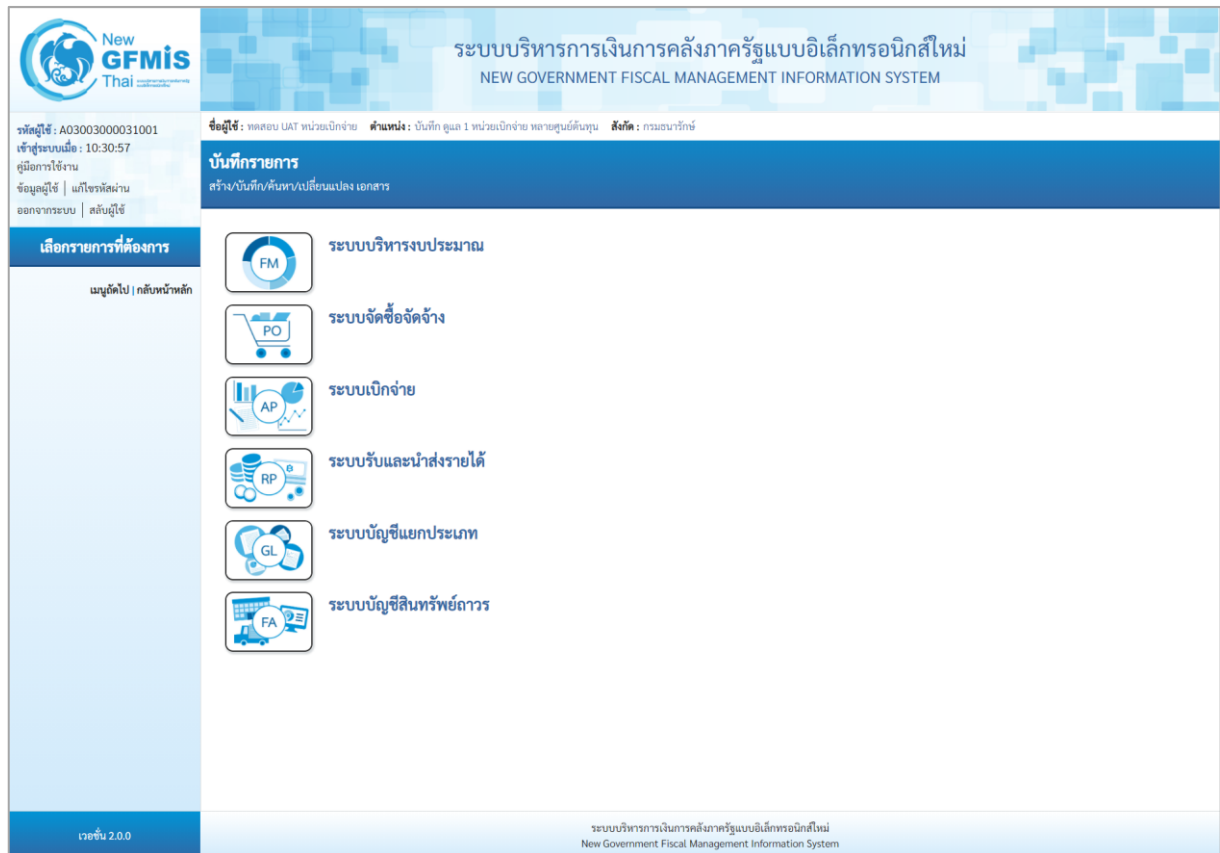 New
GFMiS
Thai
ระบบบริหารการเงินการคลังภาครัฐแบบอิเล็กทรอนิกส์ใหม่
NEW GOVERNMENT FISCAL MANAGEMENT INFORMATION SYSTEM
รหัสผู้ใช้ : A03003000031001
เข้าสู่ระบบเมื่อ : 10:30:57
คู่มือการใช้งาน
ข้อมูลผู้ใช้ | แก้ไขรหัสผ่าน
ออกจากระบบ | สลับผู้ใช้
ชื่อผู้ใช้ : ทดสอบ UAT หน่วยเบิกจ่าย ตำแหน่ง : บันทึก ดูแล 1 หน่วยเบิกจ่าย หลายศูนย์ต้นทุน สังกัด : กรมธนารักษ์
บันทึกรายการ
สร้าง/บันทึก/ค้นหา/เปลี่ยนแปลง เอกสาร
เลือกรายการที่ต้องการ
เมนูถัดไป | กลับหน้าหลัก
FM
ระบบบริหารงบประมาณ
PO
ระบบจัดซื้อจัดจ้าง
AP
ระบบเบิกจ่าย
RP
ระบบรับและนำส่งรายได้
GL
ระบบบัญชีแยกประเภท
FA
ระบบบัญชีสินทรัพย์ถาวร
เวอชั่น 2.0.0
ระบบบริหารการเงินการคลังภาครัฐแบบอิเล็กทรอนิกส์ใหม่
New Government Fiscal Management Information System